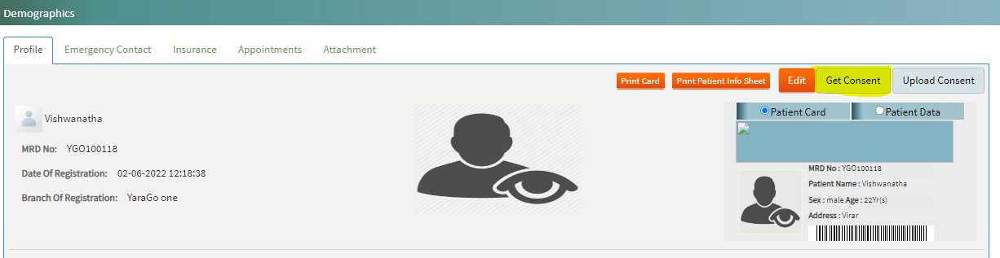 Demographics
Profile Emergency Contact Insurance Appointments Attachment
Print Card Print Patient Info Sheet Edit Get Consent Upload Consent
Vishwanatha
MRD No: YGO100118
Date Of Registration: 02-06-2022 12:18:38
Branch Of Registration: YaraGo one
Patient Card Patient Data
MRD No : YGO100118
Patient Name : Vishwanatha
Sex : male Age : 22Yr(s)
Address : Virar